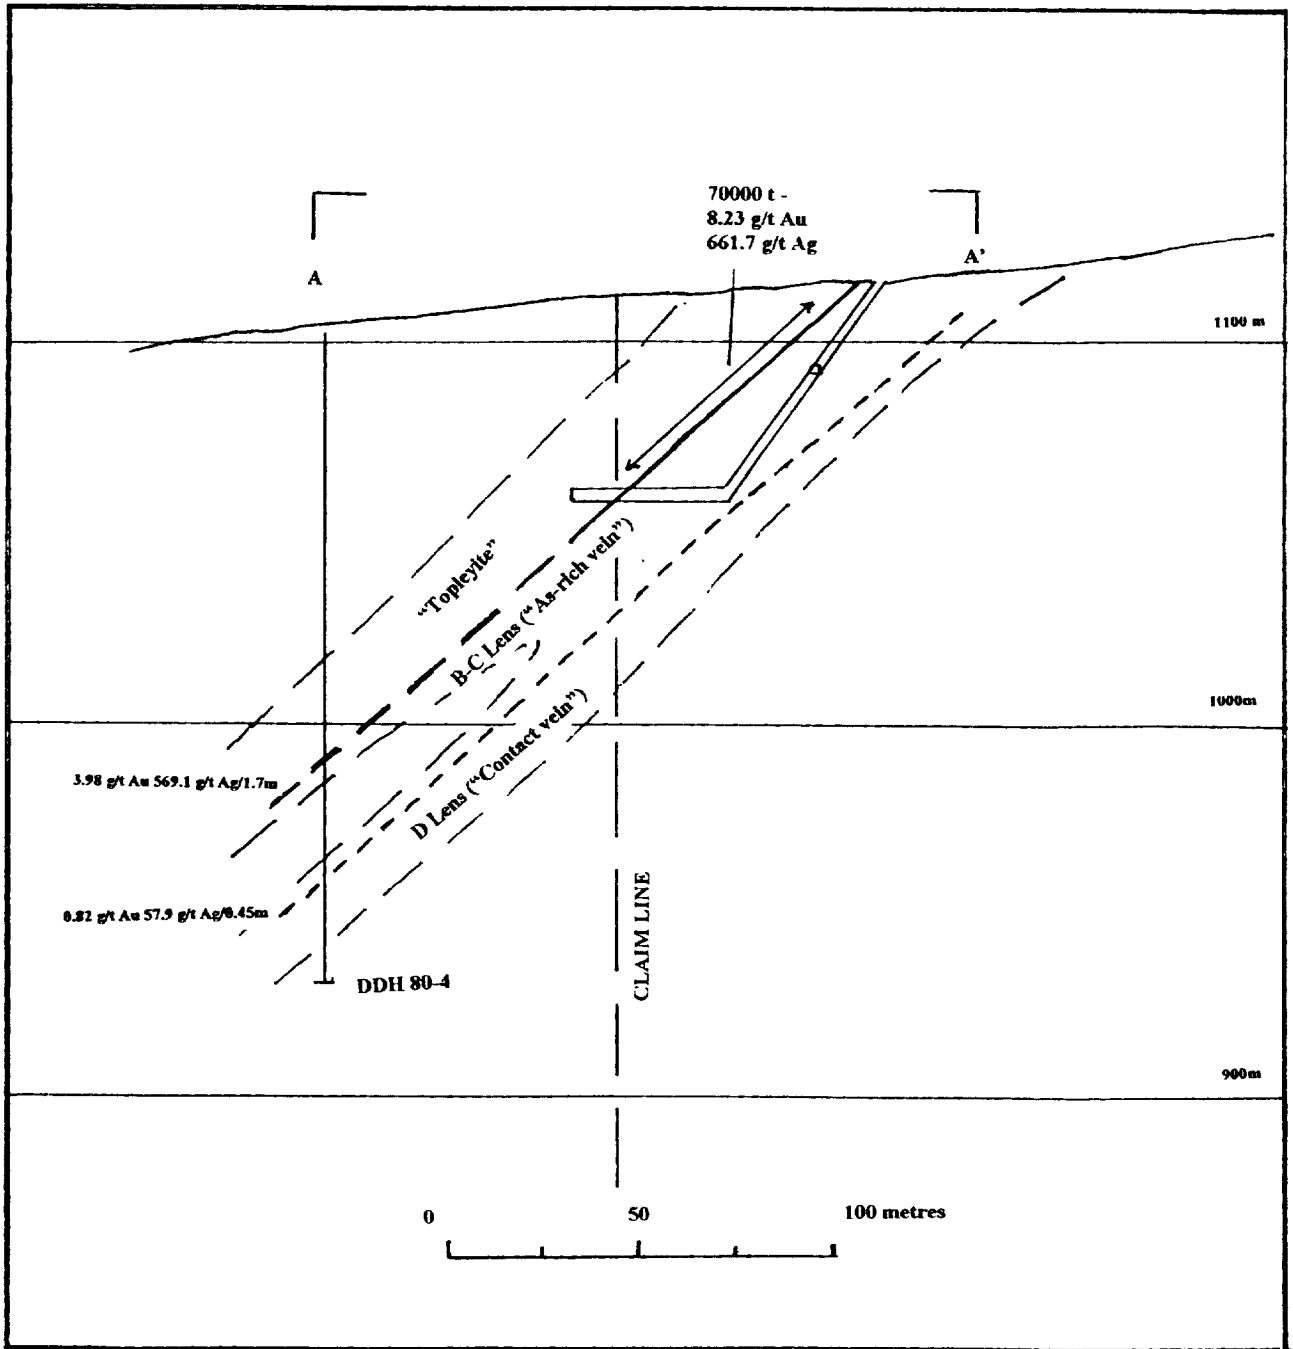 70000 t -
8.23 g/t Au
661.7 g/t Ag
A
A'
1100 m
"Topleyite"
B-C Lens ("As-rich vein")
1000m
D Lens ("Contact vein")
3.98 g/t Au 569.1 g/t Ag/1.7m
0.82 g/t Au 57.9 g/t Ag/0.45m
CLAIM LINE
DDH 80-4
900m
0 50 100 metres